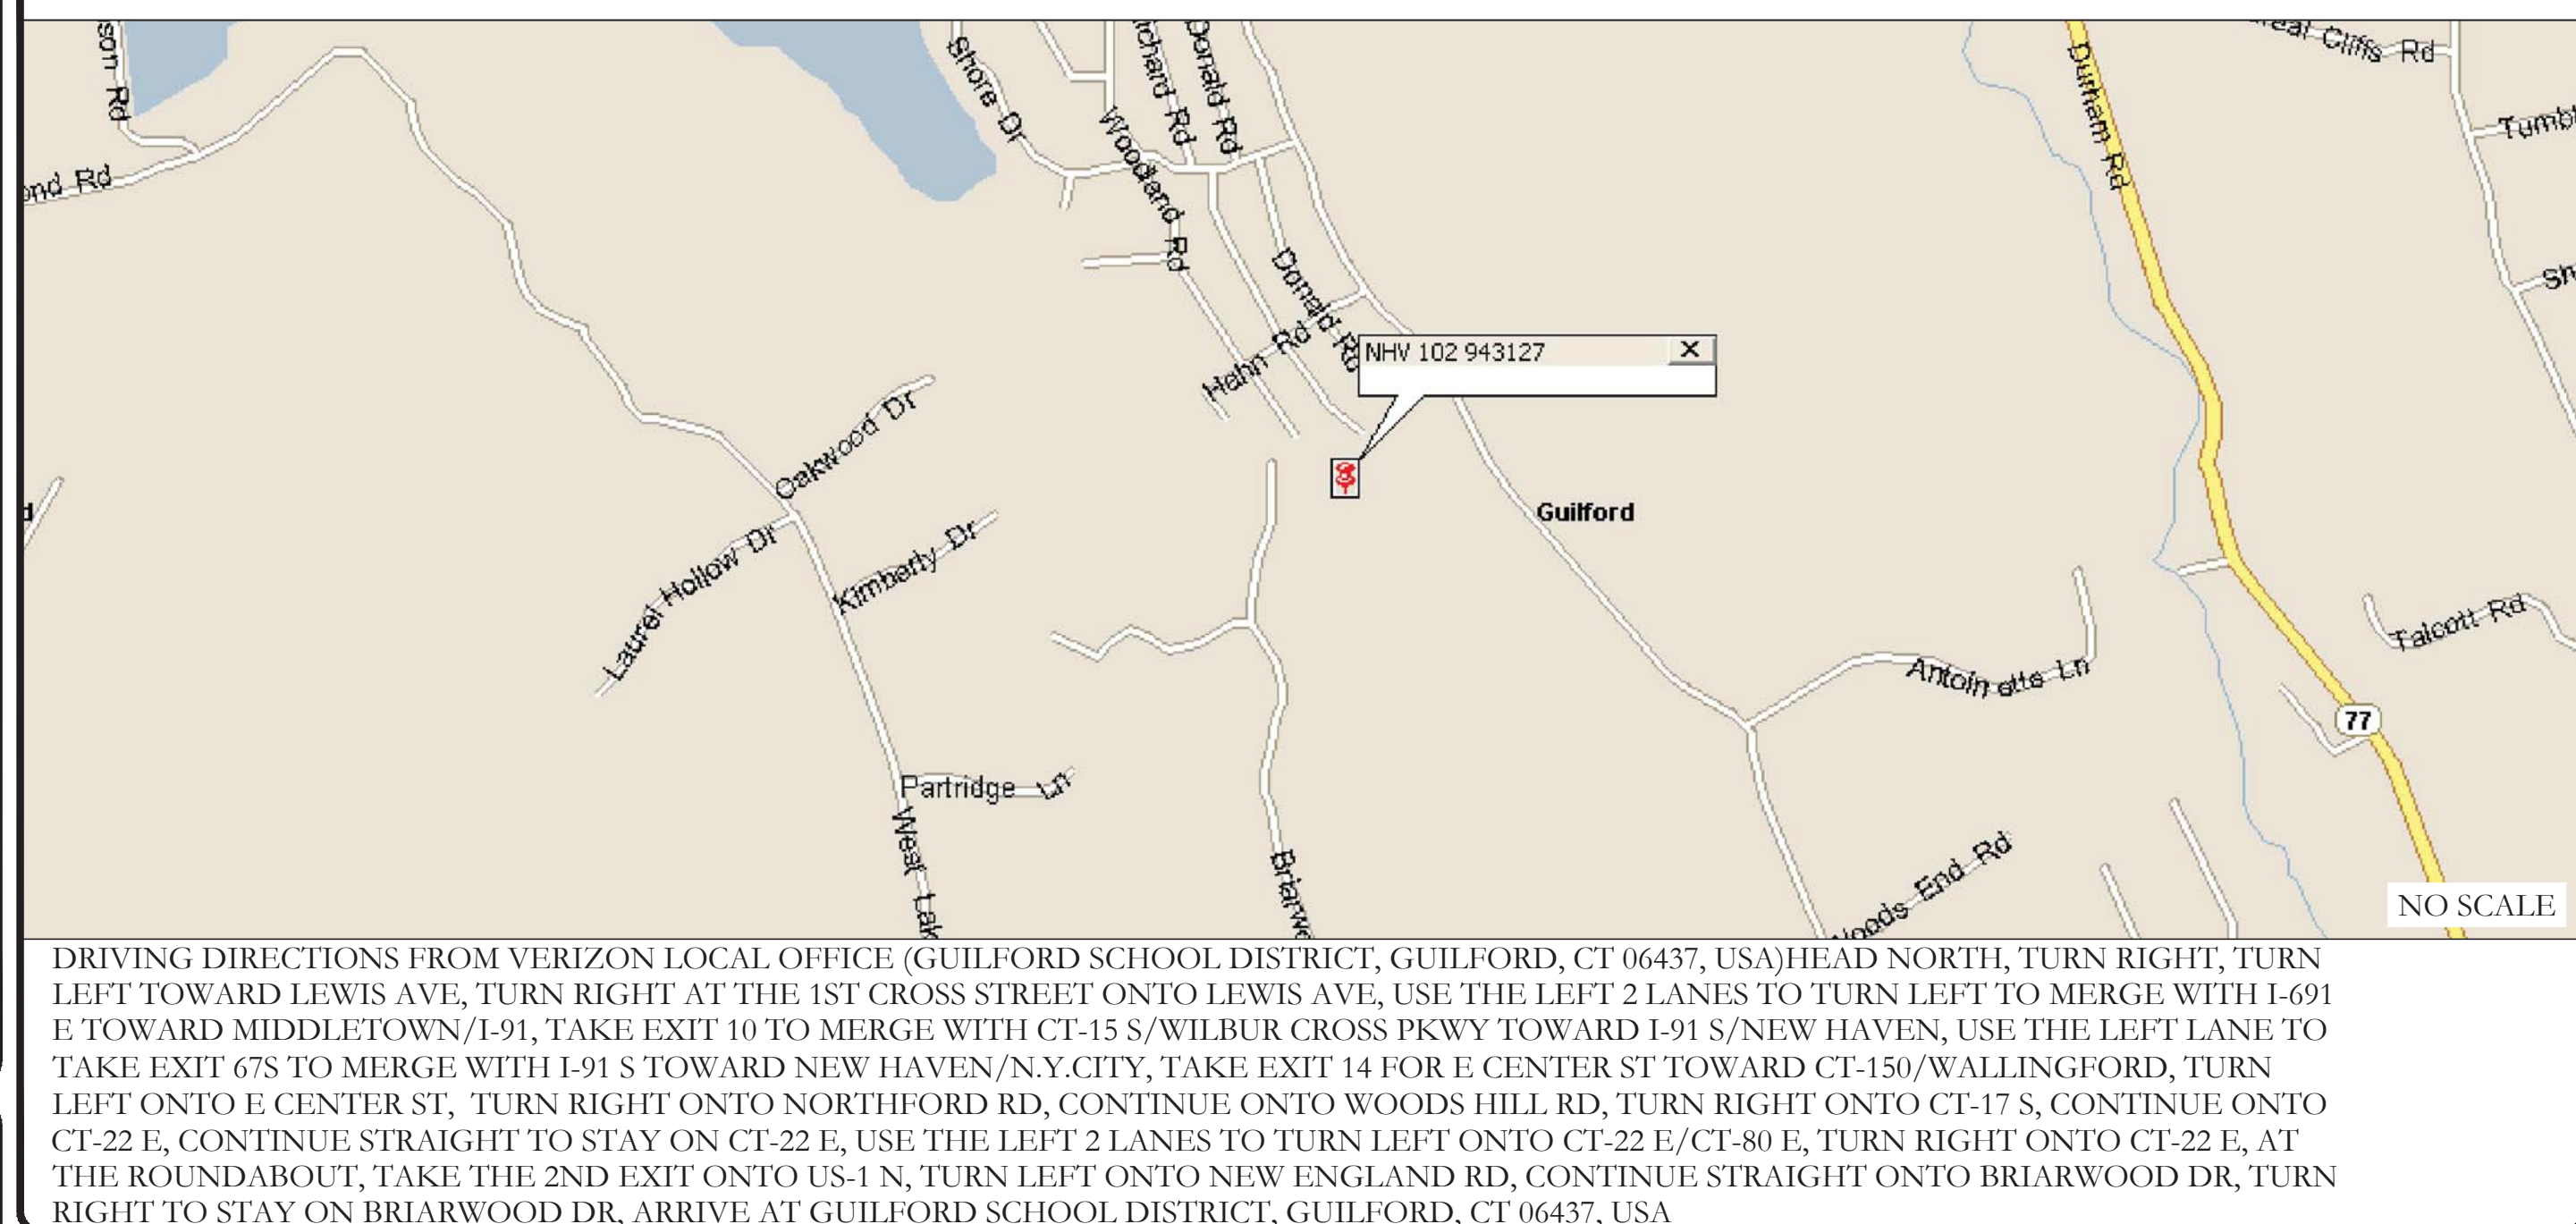 son Rd
ond Rd
Shore Dr
Woodland Rd
chard Rd
Donald Rd
Durham Rd
eal Cliffs Rd
Tumbl
Sh
Donald Rd
Hahn Rd
NHV 102 943127
Oakwood Dr
Laurel Hollow Dr
Kimberly Dr
d
Guilford
Talcott Rd
Antoin ette Ln
77
Partridge Ln
West Lak
Briarwo
oods End Rd
NO SCALE
DRIVING DIRECTIONS FROM VERIZON LOCAL OFFICE (GUILFORD SCHOOL DISTRICT, GUILFORD, CT 06437, USA)HEAD NORTH, TURN RIGHT, TURN
LEFT TOWARD LEWIS AVE, TURN RIGHT AT THE 1ST CROSS STREET ONTO LEWIS AVE, USE THE LEFT 2 LANES TO TURN LEFT TO MERGE WITH I-691
E TOWARD MIDDLETOWN/I-91, TAKE EXIT 10 TO MERGE WITH CT-15 S/WILBUR CROSS PKWY TOWARD I-91 S/NEW HAVEN, USE THE LEFT LANE TO
TAKE EXIT 67S TO MERGE WITH I-91 S TOWARD NEW HAVEN/N.Y.CITY, TAKE EXIT 14 FOR E CENTER ST TOWARD CT-150/WALLINGFORD, TURN
LEFT ONTO E CENTER ST, TURN RIGHT ONTO NORTHFORD RD, CONTINUE ONTO WOODS HILL RD, TURN RIGHT ONTO CT-17 S, CONTINUE ONTO
CT-22 E, CONTINUE STRAIGHT TO STAY ON CT-22 E, USE THE LEFT 2 LANES TO TURN LEFT ONTO CT-22 E/CT-80 E, TURN RIGHT ONTO CT-22 E, AT
THE ROUNDABOUT, TAKE THE 2ND EXIT ONTO US-1 N, TURN LEFT ONTO NEW ENGLAND RD, CONTINUE STRAIGHT ONTO BRIARWOOD DR, TURN
RIGHT TO STAY ON BRIARWOOD DR, ARRIVE AT GUILFORD SCHOOL DISTRICT, GUILFORD, CT 06437, USA